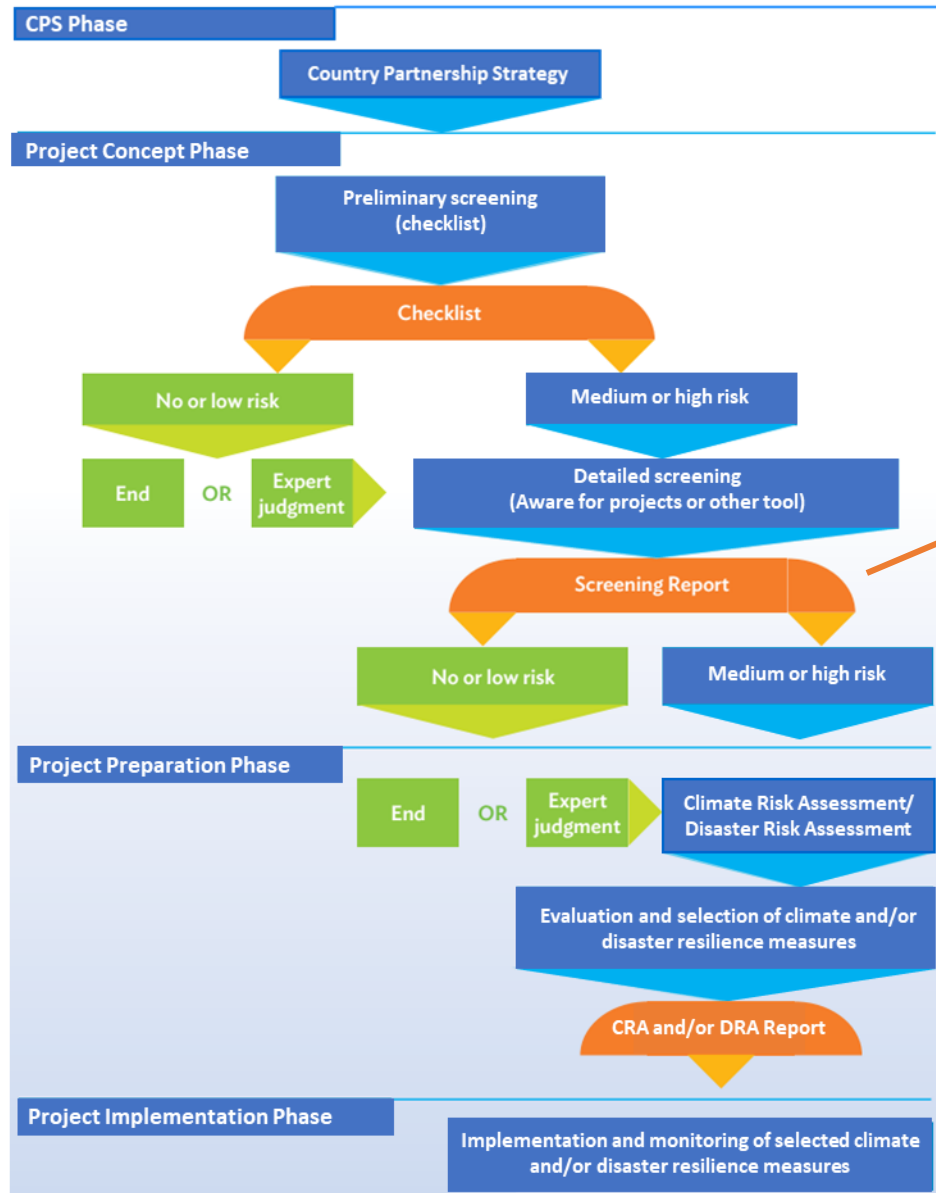 CPS Phase
Country Partnership Strategy
Project Concept Phase
Preliminary screening
(checklist)
Checklist
No or low risk
Medium or high risk
End
OR
Expert
judgment
Detailed screening
(Aware for projects or other tool)
Screening Report
No or low risk
Medium or high risk
Project Preparation Phase
End
OR
Expert
judgment
Climate Risk Assessment/
Disaster Risk Assessment
Evaluation and selection of climate and/or
disaster resilience measures
CRA and/or DRA Report
Project Implementation Phase
Implementation and monitoring of selected climate
and/or disaster resilience measures